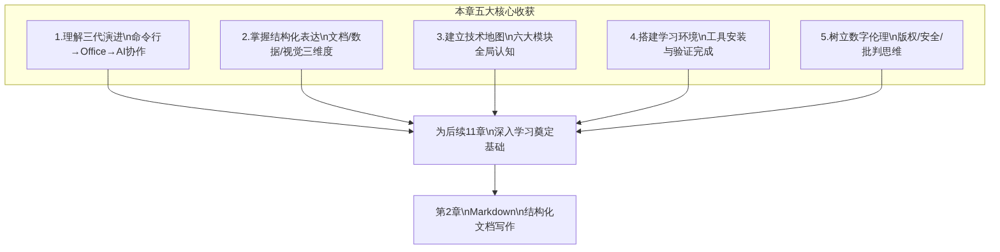 本章五大核心收获
1.理解三代演进\n命令行
→Office→AI协作
2.掌握结构化表达\n文档/数
据/视觉三维度
3.建立技术地图\n六大模块
全局认知
4.搭建学习环境\n工具安装
与验证完成
5.树立数字伦理\n版权/安全/
批判思维
为后续11章\n深入学习奠定
基础
第2章\nMarkdown\n结构化
文档写作